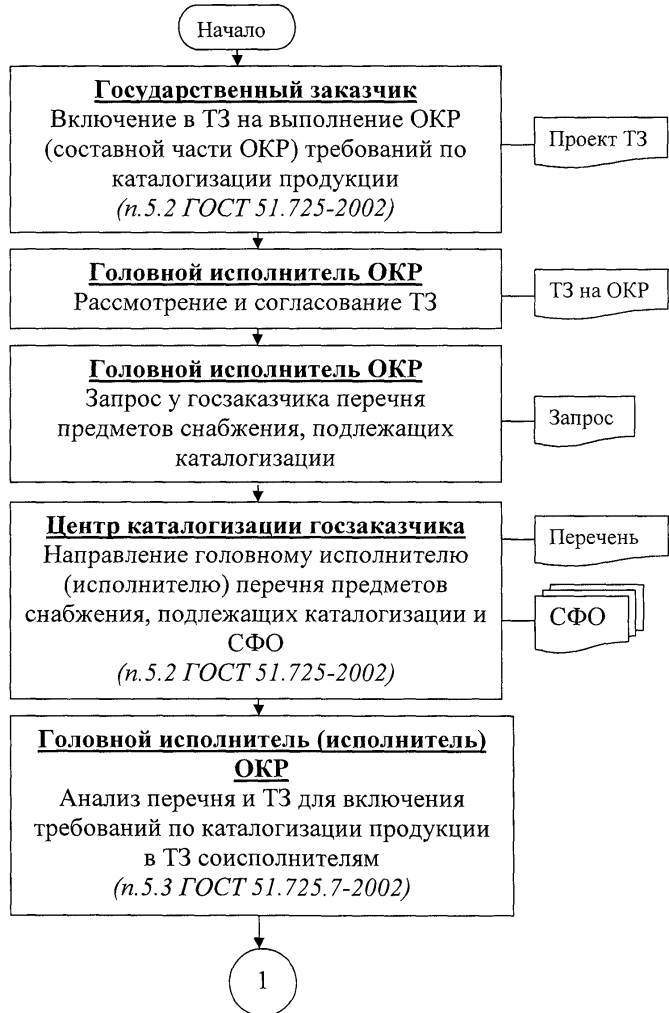 Начало
Государственный заказчик
Включение в ТЗ на выполнение ОКР
(составной части ОКР) требований по
каталогизации продукции
(п.5.2 ГОСТ 51.725-2002)
Проект ТЗ
Головной исполнитель ОКР
Рассмотрение и согласование ТЗ
ТЗ на ОКР
Головной исполнитель ОКР
Запрос у госзаказчика перечня
предметов снабжения, подлежащих
каталогизации
Запрос
Центр каталогизации госзаказчика
Направление головному исполнителю
(исполнителю) перечня предметов
снабжения, подлежащих каталогизации и
СФО
(п.5.2 ГОСТ 51.725-2002)
Перечень
СФО
Головной исполнитель (исполнитель)
ОКР
Анализ перечня и ТЗ для включения
требований по каталогизации продукции
в ТЗ соисполнителям
(п.5.3 ГОСТ 51.725.7-2002)
1